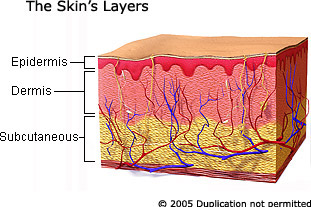 The Skin's Layers
Epidermis
Dermis
Subcutaneous
© 2005 Duplication not permitted